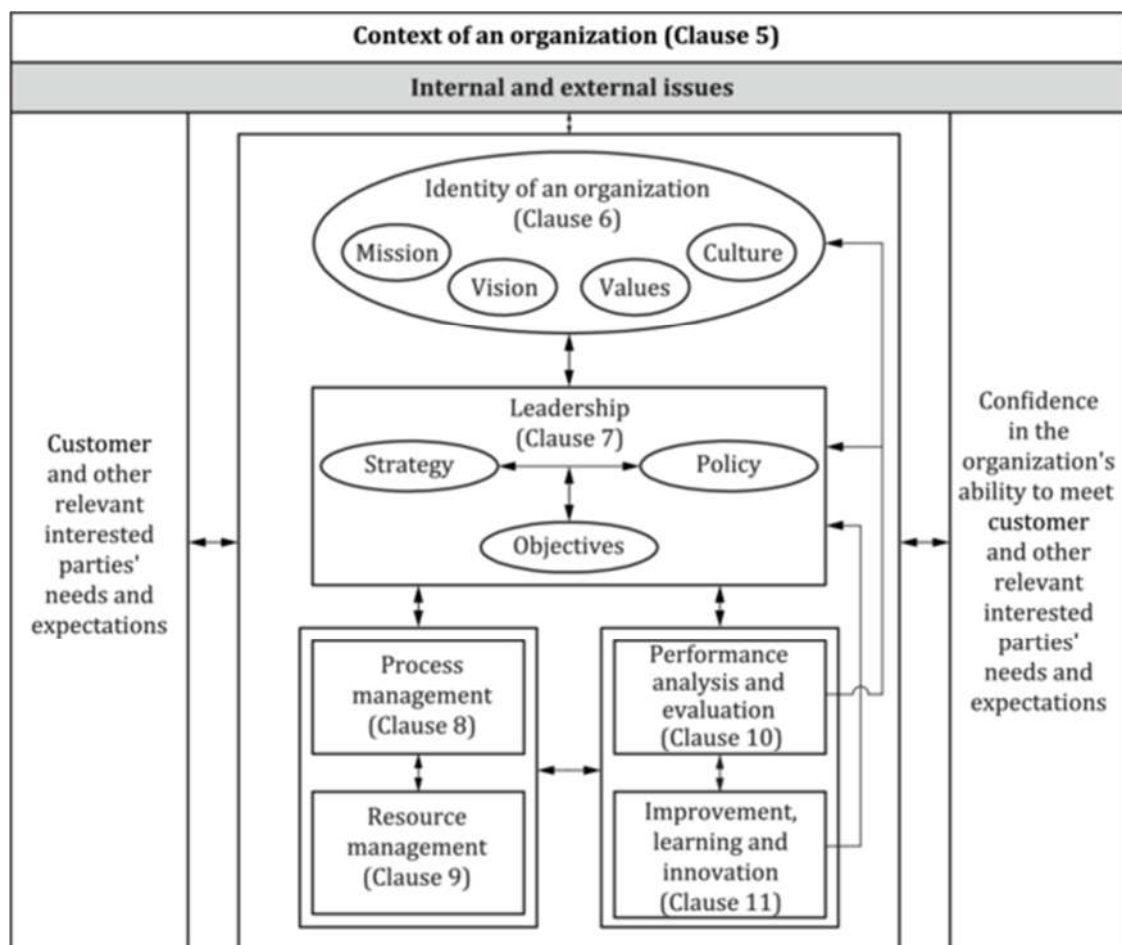 Context of an organization (Clause 5)
Internal and external issues
Customer
and other
relevant
interested
parties'
needs and
expectations
Identity of an organization
(Clause 6)
Mission
Vision
Values
Culture
Leadership
(Clause 7)
Strategy
Policy
Objectives
Process
management
(Clause 8)
Resource
management
(Clause 9)
Performance
analysis and
evaluation
(Clause 10)
Improvement,
learning and
innovation
(Clause 11)
Confidence
in the
organization's
ability to meet
customer
and other
relevant
interested
parties'
needs and
expectations